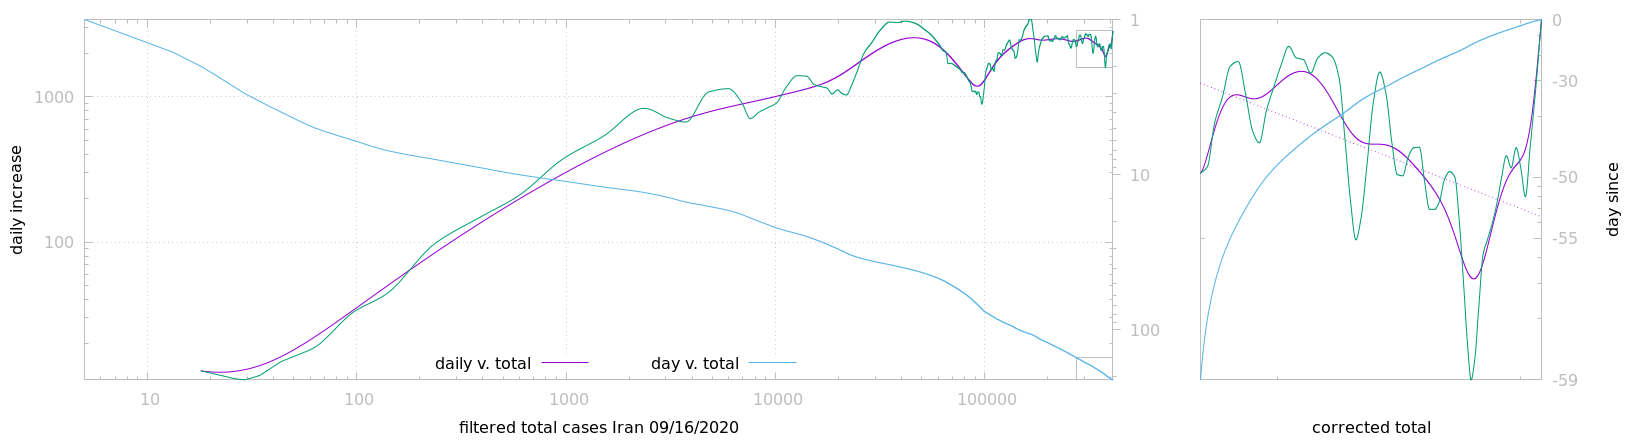 1 0
1000 -30
daily increase 10 -50 day since
100 -55
100
daily v. total day v. total
-59
10 100 1000 10000 100000
filtered total cases Iran 09/16/2020 corrected total